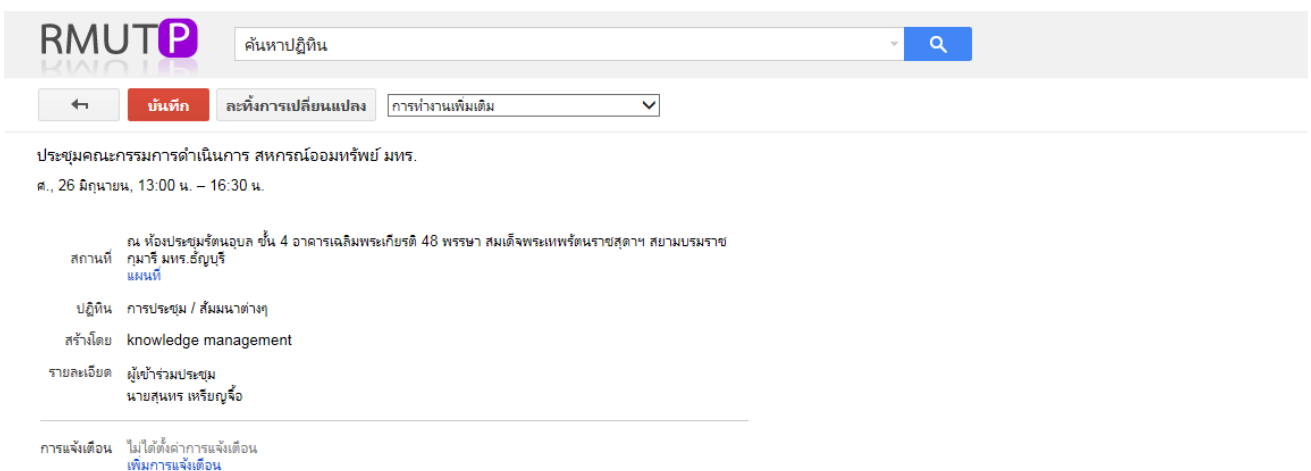 RMUTP
ค้นหาปฏิทิน
บันทึก ละทิ้งการเปลี่ยนแปลง การทำงานเพิ่มเติม
ประชุมคณะกรรมการดำเนินการ สหกรณ์ออมทรัพย์ มทร.
ศ., 26 มิถุนายน, 13:00 น. – 16:30 น.
ณ ห้องประชุมรัตนอุบล ชั้น 4 อาคารเฉลิมพระเกียรติ 48 พรรษา สมเด็จพระเทพรัตนราชสุดาฯ สยามบรมราช
สถานที่ กุมารี มทร.ธัญบุรี
แผนที่
ปฏิทิน การประชุม / สัมมนาต่างๆ
สร้างโดย knowledge management
รายละเอียด ผู้เข้าร่วมประชุม
นายสุนทร เหรียญจื้อ
การแจ้งเตือน ไม่ได้ตั้งค่าการแจ้งเตือน
เพิ่มการแจ้งเตือน